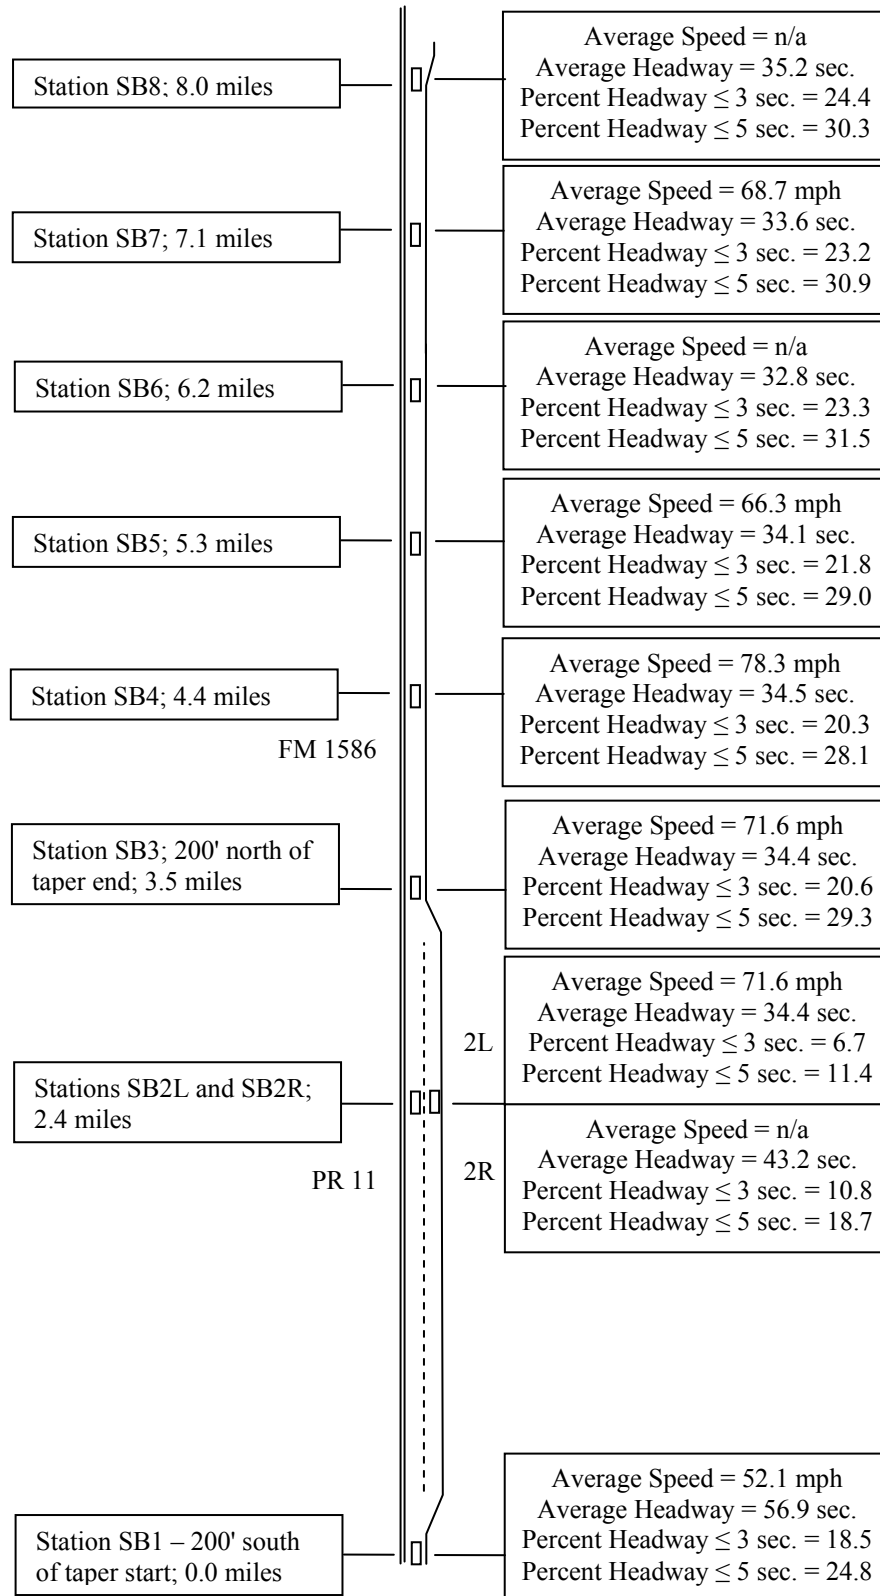 Average Speed = n/a
Average Headway = 35.2 sec.
Percent Headway ≤ 3 sec. = 24.4
Percent Headway ≤ 5 sec. = 30.3
Station SB8; 8.0 miles
Average Speed = 68.7 mph
Average Headway = 33.6 sec.
Percent Headway ≤ 3 sec. = 23.2
Percent Headway ≤ 5 sec. = 30.9
Station SB7; 7.1 miles
Average Speed = n/a
Average Headway = 32.8 sec.
Percent Headway ≤ 3 sec. = 23.3
Percent Headway ≤ 5 sec. = 31.5
Station SB6; 6.2 miles
Average Speed = 66.3 mph
Average Headway = 34.1 sec.
Percent Headway ≤ 3 sec. = 21.8
Percent Headway ≤ 5 sec. = 29.0
Station SB5; 5.3 miles
Average Speed = 78.3 mph
Average Headway = 34.5 sec.
Percent Headway ≤ 3 sec. = 20.3
Percent Headway ≤ 5 sec. = 28.1
Station SB4; 4.4 miles
FM 1586
Average Speed = 71.6 mph
Average Headway = 34.4 sec.
Percent Headway ≤ 3 sec. = 20.6
Percent Headway ≤ 5 sec. = 29.3
Station SB3; 200' north of
taper end; 3.5 miles
2L
Average Speed = 71.6 mph
Average Headway = 34.4 sec.
Percent Headway ≤ 3 sec. = 6.7
Percent Headway ≤ 5 sec. = 11.4
Stations SB2L and SB2R;
2.4 miles
PR 11
2R
Average Speed = n/a
Average Headway = 43.2 sec.
Percent Headway ≤ 3 sec. = 10.8
Percent Headway ≤ 5 sec. = 18.7
Average Speed = 52.1 mph
Average Headway = 56.9 sec.
Percent Headway ≤ 3 sec. = 18.5
Percent Headway ≤ 5 sec. = 24.8
Station SB1 – 200' south
of taper start; 0.0 miles